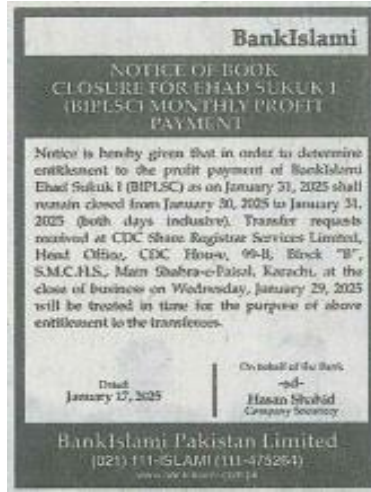 BankIslami
NOTICE OF BOOK
CLOSURE FOR EHAD SUKUK I
(BIPLSC) MONTHLY PROFIT
PAYMENT
Notice is hereby given that in order to determine
entitlement to the profit payment of BankIslami
Ehad Sukuk I (BIPLSC) as on January 31, 2025 shall
remain closed from January 30, 2025 to January 31,
2025 (both days inclusive). Transfer requests
received at CDC Share Registrar Services Limited,
Head Office, CDC House, 99-B, Block "B",
S.M.C.H.S., Main Shahra-e-Faisal, Karachi, at the
close of business on Wednesday, January 29, 2025
will be treated in time for the purpose of above
entitlement to the transferees.
Dated:
January 17, 2025
On behalf of the Bank
-sd-
Hasan Shahid
Company Secretary
BankIslami Pakistan Limited
(021) 111-ISLAMI (111-475264)
www.bankislami.com.pk